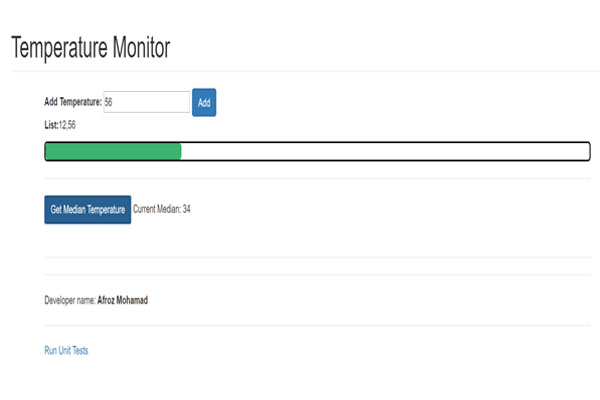 Temperature Monitor
Add Temperature: 56 Add
List:12,56
Get Median Temperature Current Median: 34
Developer name: Afroz Mohamad
Run Unit Tests